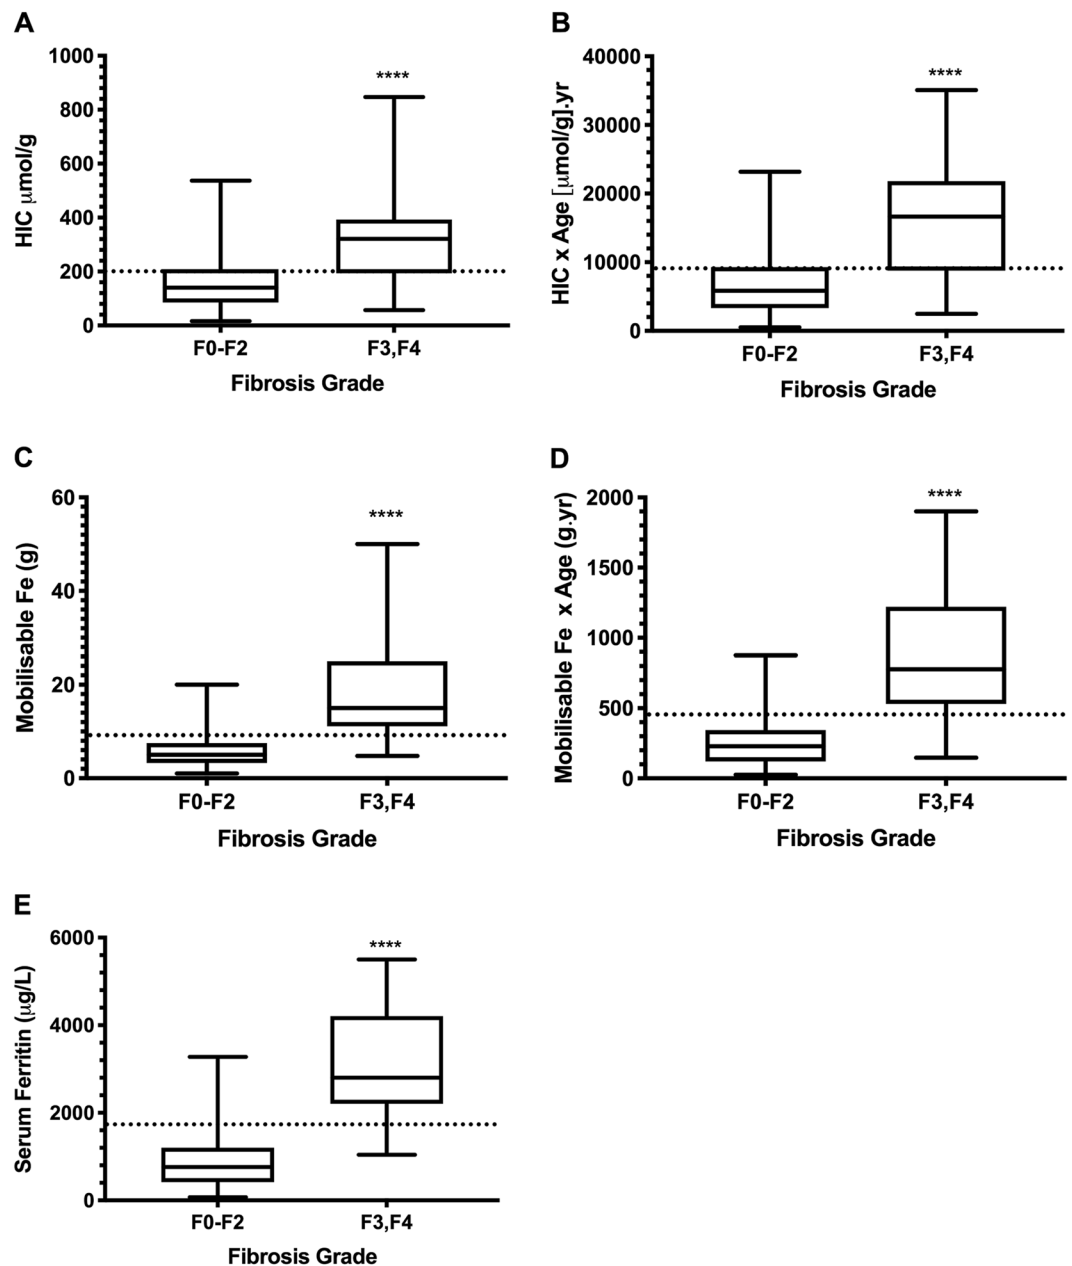 A
HIC μmol/g
1000
800
600
400
200
0
****
F0-F2
F3,F4
Fibrosis Grade
B
HIC x Age [μmol/g].yr
40000
30000
20000
10000
0
****
F0-F2
F3,F4
Fibrosis Grade
C
Mobilisable Fe (g)
60
40
20
0
****
F0-F2
F3,F4
Fibrosis Grade
D
Mobilisable Fe x Age (g.yr)
2000
1500
1000
500
0
****
F0-F2
F3,F4
Fibrosis Grade
E
Serum Ferritin (μg/L)
6000
4000
2000
0
****
F0-F2
F3,F4
Fibrosis Grade